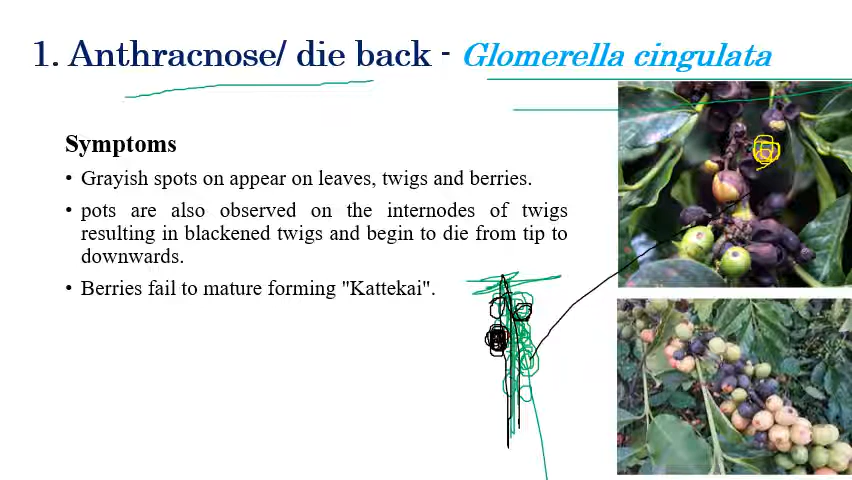 1. Anthracnose/ die back - Glomerella cingulata
Symptoms
• Grayish spots on appear on leaves, twigs and berries.
• pots are also observed on the internodes of twigs
resulting in blackened twigs and begin to die from tip to
downwards.
• Berries fail to mature forming "Kattekai".